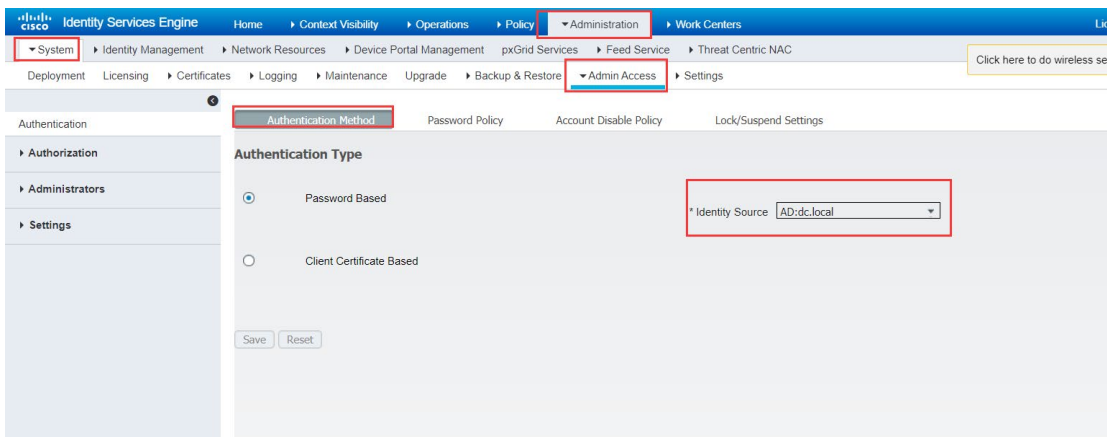 cisco Identity Services Engine Home Context Visibility Operations Policy Administration Work Centers Lic
System Identity Management Network Resources Device Portal Management pxGrid Services Feed Service Threat Centric NAC
Click here to do wireless se
Deployment Licensing Certificates Logging Maintenance Upgrade Backup & Restore Admin Access Settings
Authentication
Authentication Method Password Policy Account Disable Policy Lock/Suspend Settings
Authorization
Authentication Type
Administrators
Password Based
* Identity Source AD:dc.local
Settings
Client Certificate Based
Save Reset